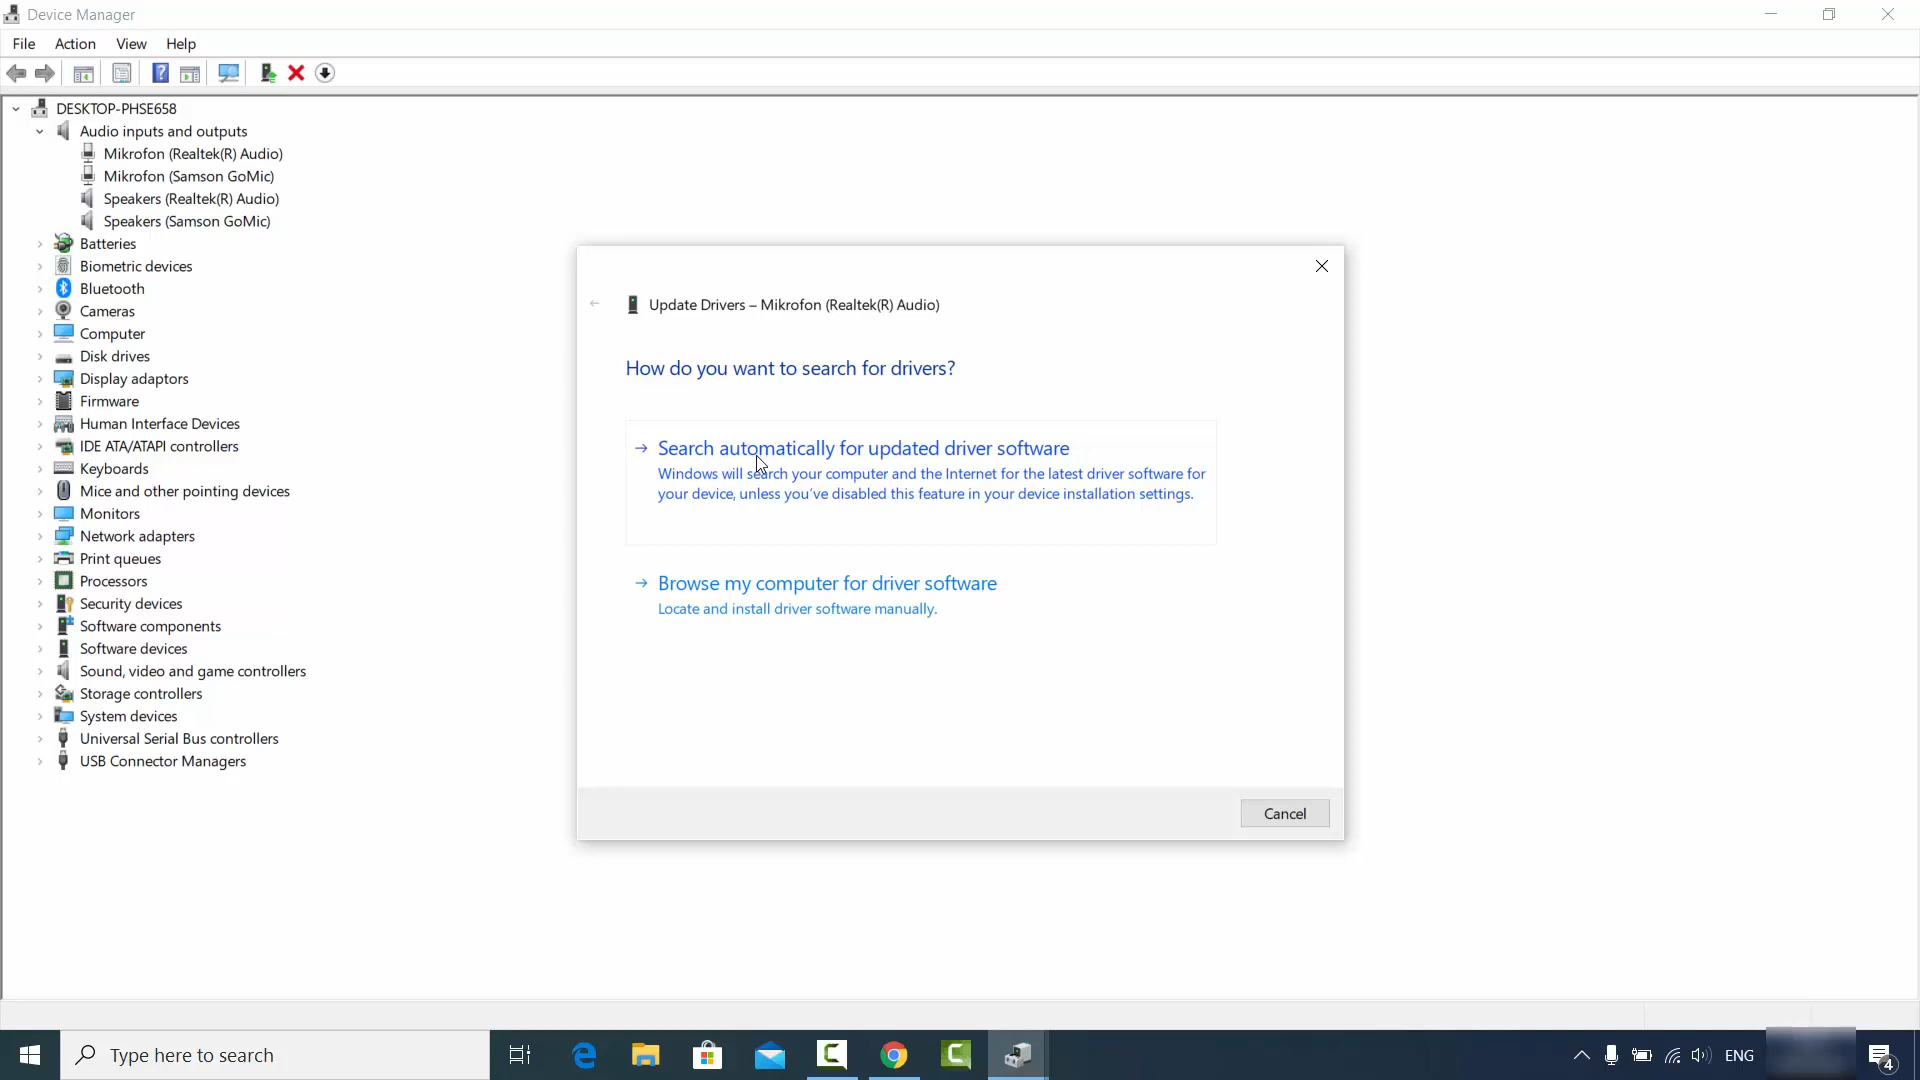 Device Manager
File Action View Help
DESKTOP-PHSE658
Audio inputs and outputs
Mikrofon (Realtek(R) Audio)
Mikrofon (Samson GoMic)
Speakers (Realtek(R) Audio)
Speakers (Samson GoMic)
Batteries
Biometric devices
Bluetooth
Cameras
Computer
Disk drives
Display adaptors
Firmware
Human Interface Devices
IDE ATA/ATAPI controllers
Keyboards
Mice and other pointing devices
Monitors
Network adapters
Print queues
Processors
Security devices
Software components
Software devices
Sound, video and game controllers
Storage controllers
System devices
Universal Serial Bus controllers
USB Connector Managers
Update Drivers – Mikrofon (Realtek(R) Audio)
How do you want to search for drivers?
Search automatically for updated driver software
Windows will search your computer and the Internet for the latest driver software for
your device, unless you've disabled this feature in your device installation settings.
Browse my computer for driver software
Locate and install driver software manually.
Cancel
Type here to search
ENG
4